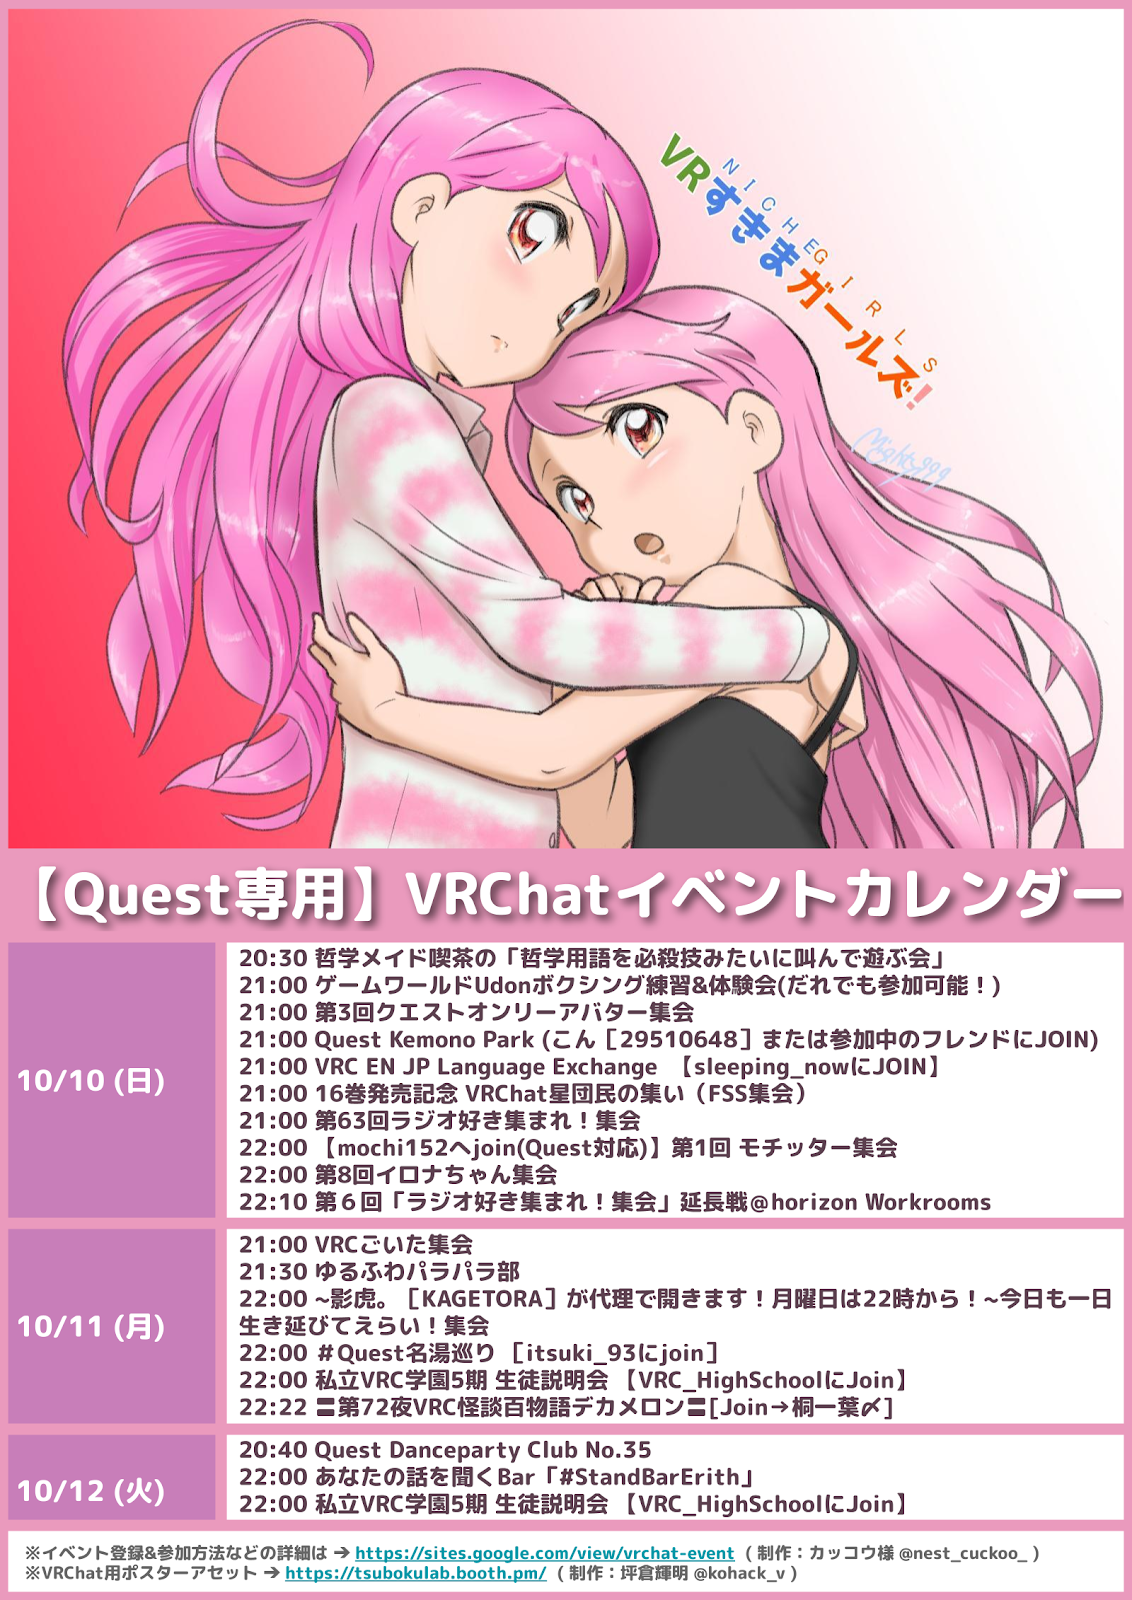 NICHE GIRLS
VRすきまガールズ!
Mighty999
【Quest専用】VRChatイベントカレンダー
10/10 (日)
20:30 哲学メイド喫茶の「哲学用語を必殺技みたいに叫んで遊ぶ会」
21:00 ゲームワールドUdonボクシング練習&体験会(だれでも参加可能！)
21:00 第3回クエストオンリーアバター集会
21:00 Quest Kemono Park (こん［29510648］または参加中のフレンドにJOIN)
21:00 VRC EN JP Language Exchange 【sleeping_nowにJOIN】
21:00 16巻発売記念 VRChat星団民の集い（FSS集会）
21:00 第63回ラジオ好き集まれ！集会
22:00 【mochi152へjoin(Quest対応)】第1回 モチッター集会
22:00 第8回イロナちゃん集会
22:10 第６回「ラジオ好き集まれ！集会」延長戦＠horizon Workrooms
10/11 (月)
21:00 VRCごいた集会
21:30 ゆるふわパラパラ部
22:00 ~影虎。［KAGETORA］が代理で開きます！月曜日は22時から！~今日も一日
生き延びてえらい！集会
22:00 ＃Quest名湯巡り ［itsuki_93にjoin］
22:00 私立VRC学園5期 生徒説明会 【VRC_HighSchoolにJoin】
22:22 〓第72夜VRC怪談百物語デカメロン〓[Join→桐一葉〆]
10/12 (火)
20:40 Quest Danceparty Club No.35
22:00 あなたの話を聞くBar「#StandBarErith」
22:00 私立VRC学園5期 生徒説明会 【VRC_HighSchoolにJoin】
※イベント登録&参加方法などの詳細は → https://sites.google.com/view/vrchat-event ( 制作：カッコウ様 @nest_cuckoo_ )
※VRChat用ポスターアセット → https://tsubokulab.booth.pm/ ( 制作：坪倉輝明 @kohack_v )